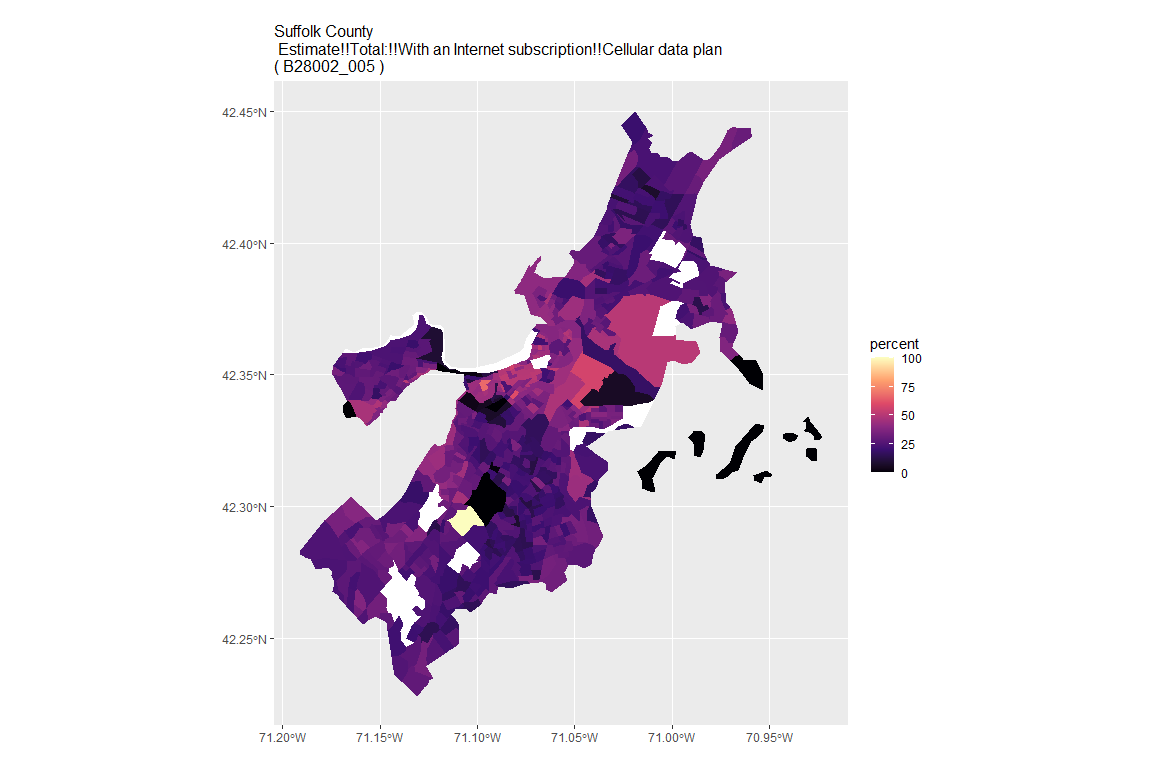 Suffolk County
Estimate!!Total:!!With an Internet subscription!!Cellular data plan
( B28002_005 )
42.45°N
42.40°N
42.35°N
42.30°N
42.25°N
71.20°W
71.15°W
71.10°W
71.05°W
71.00°W
70.95°W
percent
100
75
50
25
0